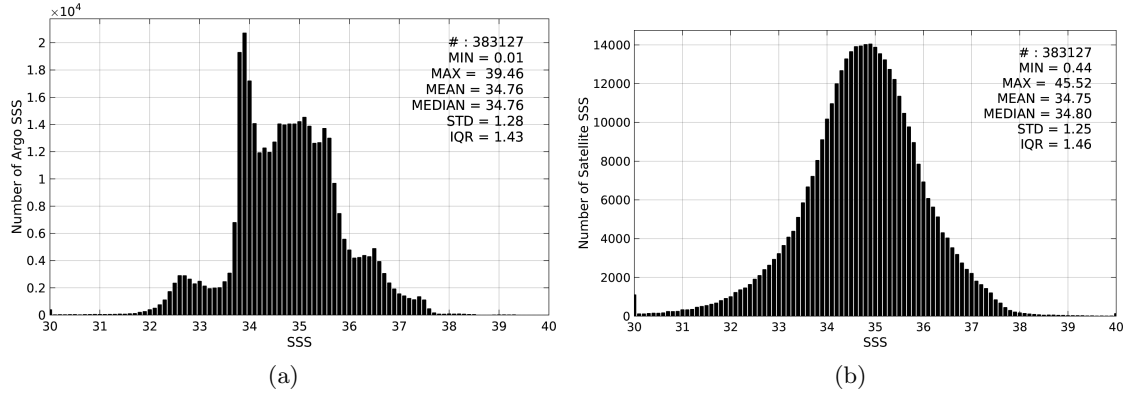 ×10⁴
2
1.8
1.6
1.4
1.2
1
0.8
0.6
0.4
0.2
0
Number of Argo SSS
# : 383127
MIN = 0.01
MAX = 39.46
MEAN = 34.76
MEDIAN = 34.76
STD = 1.28
IQR = 1.43
30 31 32 33 34 35 36 37 38 39 40
SSS
(a)
14000
12000
10000
8000
6000
4000
2000
0
Number of Satellite SSS
# : 383127
MIN = 0.44
MAX = 45.52
MEAN = 34.75
MEDIAN = 34.80
STD = 1.25
IQR = 1.46
30 31 32 33 34 35 36 37 38 39 40
SSS
(b)